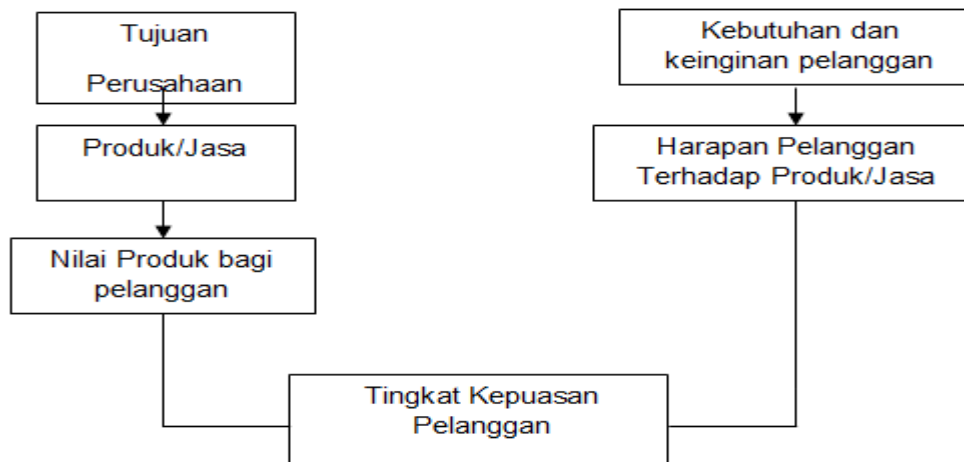 Tujuan
Perusahaan
Produk/Jasa
Nilai Produk bagi
pelanggan
Kebutuhan dan
keinginan pelanggan
Harapan Pelanggan
Terhadap Produk/Jasa
Tingkat Kepuasan
Pelanggan